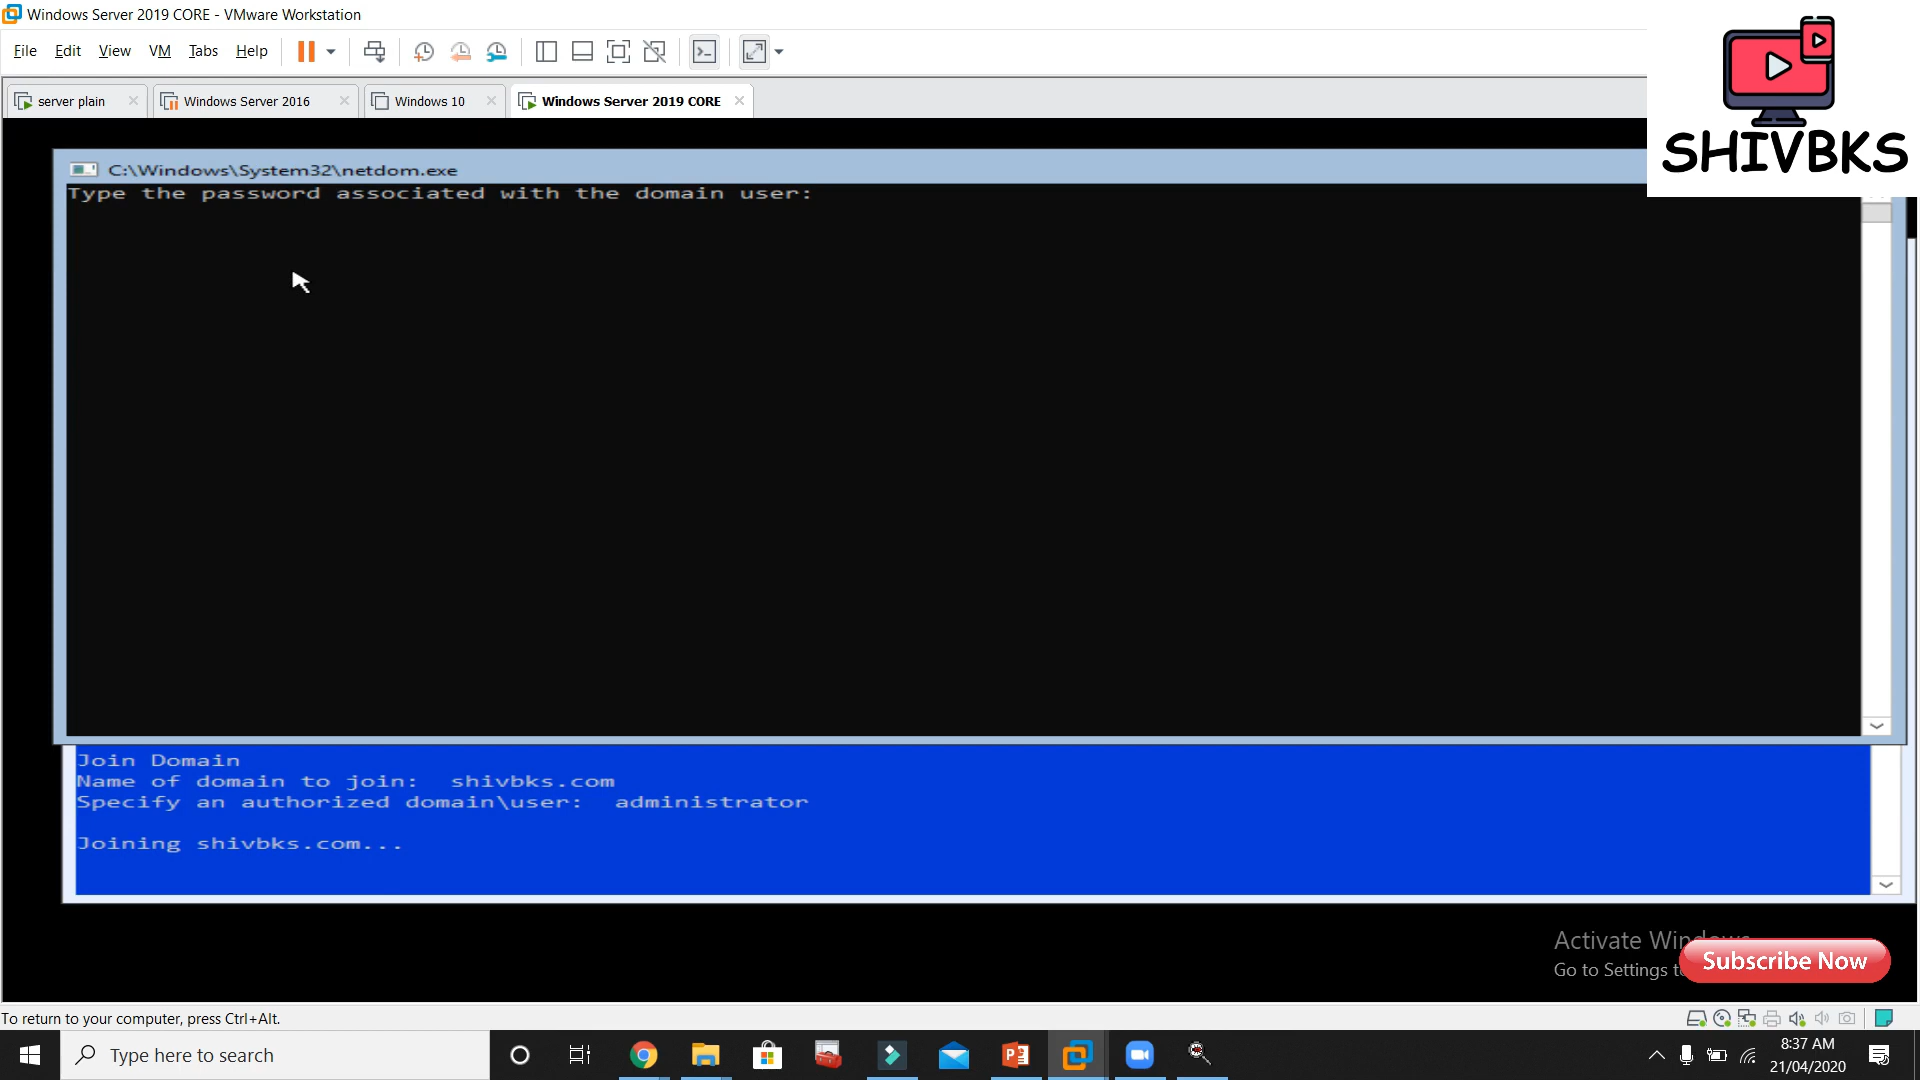 Windows Server 2019 CORE - VMware Workstation
File Edit View VM Tabs Help
server plain
Windows Server 2016
Windows 10
Windows Server 2019 CORE
SHIVBKS
C:\Windows\System32\netdom.exe
Type the password associated with the domain user:
Join Domain
Name of domain to join: shivbks.com
Specify an authorized domain\user: administrator
Joining shivbks.com...
Activate Windows
Go to Settings
Subscribe Now
To return to your computer, press Ctrl+Alt.
Type here to search
8:37 AM
21/04/2020